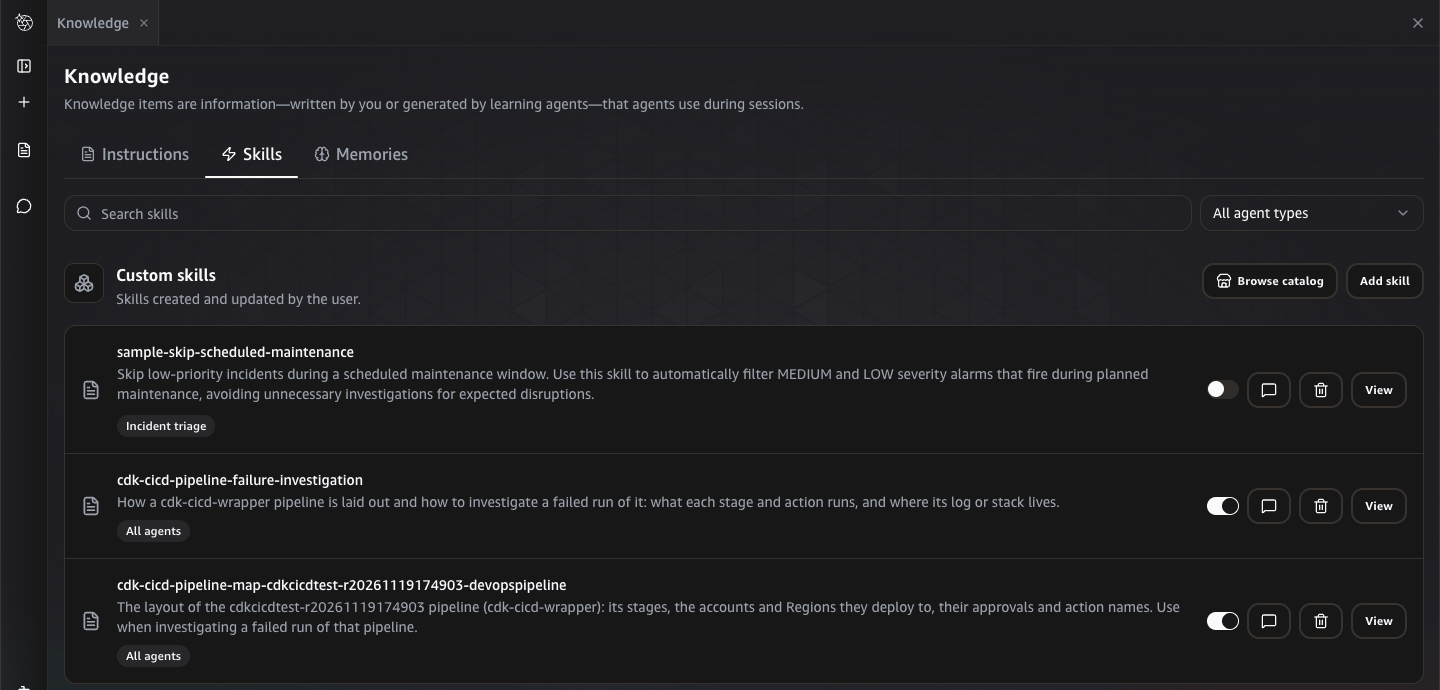 Knowledge
Knowledge
Knowledge items are information—written by you or generated by learning agents—that agents use during sessions.
Instructions
Skills
Memories
Search skills
All agent types
Custom skills
Skills created and updated by the user.
Browse catalog
Add skill
sample-skip-scheduled-maintenance
Skip low-priority incidents during a scheduled maintenance window. Use this skill to automatically filter MEDIUM and LOW severity alarms that fire during planned
maintenance, avoiding unnecessary investigations for expected disruptions.
Incident triage
View
cdk-cicd-pipeline-failure-investigation
How a cdk-cicd-wrapper pipeline is laid out and how to investigate a failed run of it: what each stage and action runs, and where its log or stack lives.
All agents
View
cdk-cicd-pipeline-map-cdkcicdtest-r20261119174903-devopspipeline
The layout of the cdkcicdtest-r20261119174903 pipeline (cdk-cicd-wrapper): its stages, the accounts and Regions they deploy to, their approvals and action names. Use
when investigating a failed run of that pipeline.
All agents
View